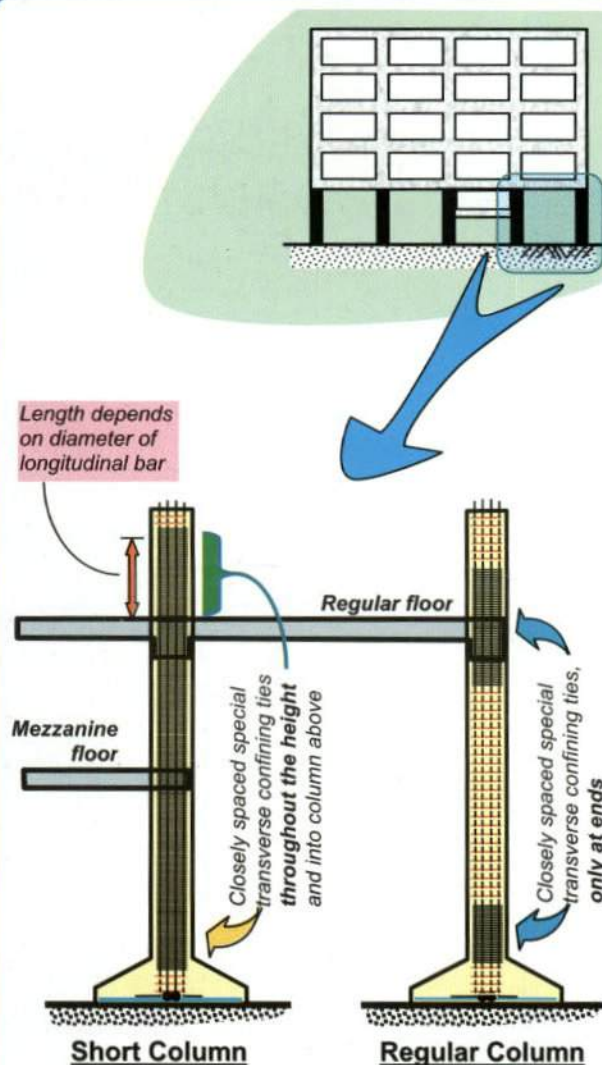 Length depends
on diameter of
longitudinal bar
Regular floor
Mezzanine
floor
Closely spaced special
transverse confining ties
throughout the height
and into column above
Closely spaced special
transverse confining ties,
only at ends
Short Column
Regular Column